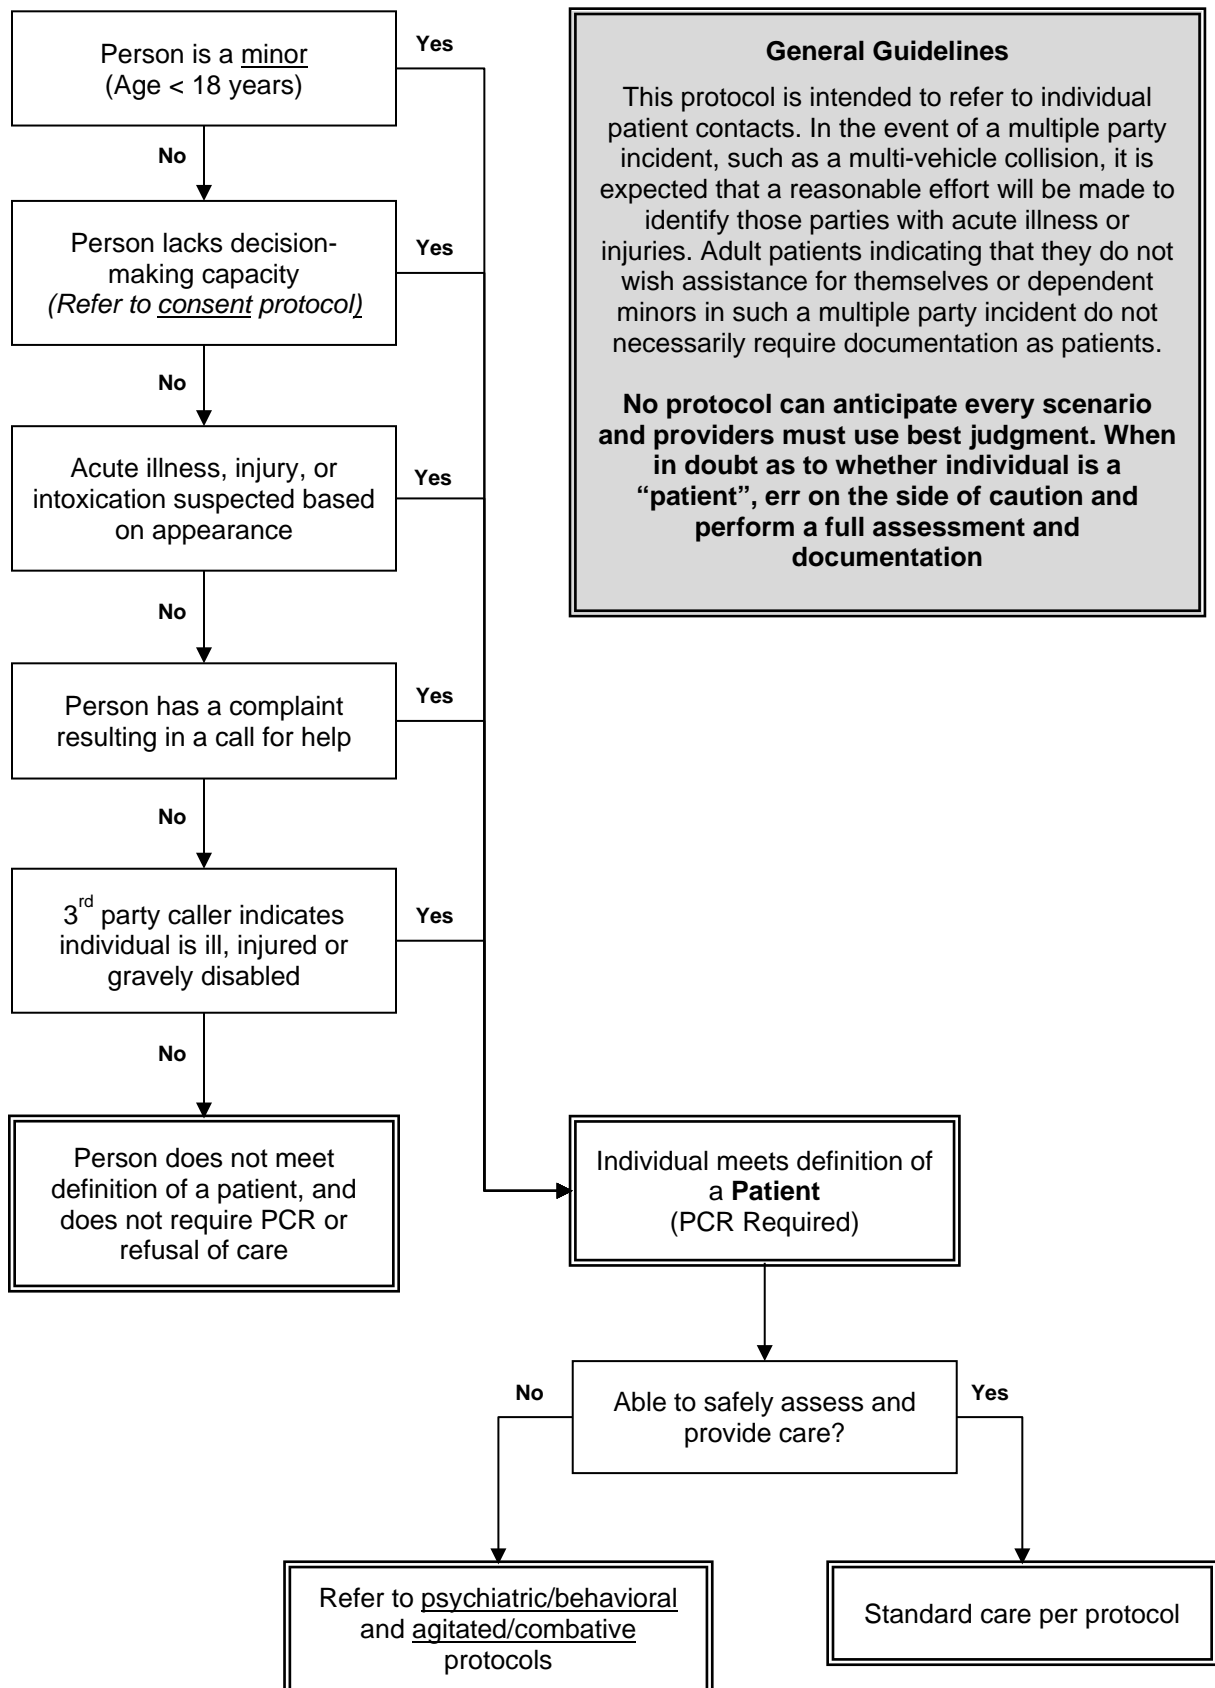 Person is a minor
(Age < 18 years)
Yes
No
Person lacks decision-
making capacity
(Refer to consent protocol)
Yes
No
Acute illness, injury, or
intoxication suspected based
on appearance
Yes
No
Person has a complaint
resulting in a call for help
Yes
No
3rd party caller indicates
individual is ill, injured or
gravely disabled
Yes
No
Person does not meet
definition of a patient, and
does not require PCR or
refusal of care
General Guidelines
This protocol is intended to refer to individual
patient contacts. In the event of a multiple party
incident, such as a multi-vehicle collision, it is
expected that a reasonable effort will be made to
identify those parties with acute illness or
injuries. Adult patients indicating that they do not
wish assistance for themselves or dependent
minors in such a multiple party incident do not
necessarily require documentation as patients.
No protocol can anticipate every scenario
and providers must use best judgment. When
in doubt as to whether individual is a
“patient”, err on the side of caution and
perform a full assessment and
documentation
Individual meets definition of
a Patient
(PCR Required)
Able to safely assess and
provide care?
No
Yes
Refer to psychiatric/behavioral
and agitated/combative
protocols
Standard care per protocol